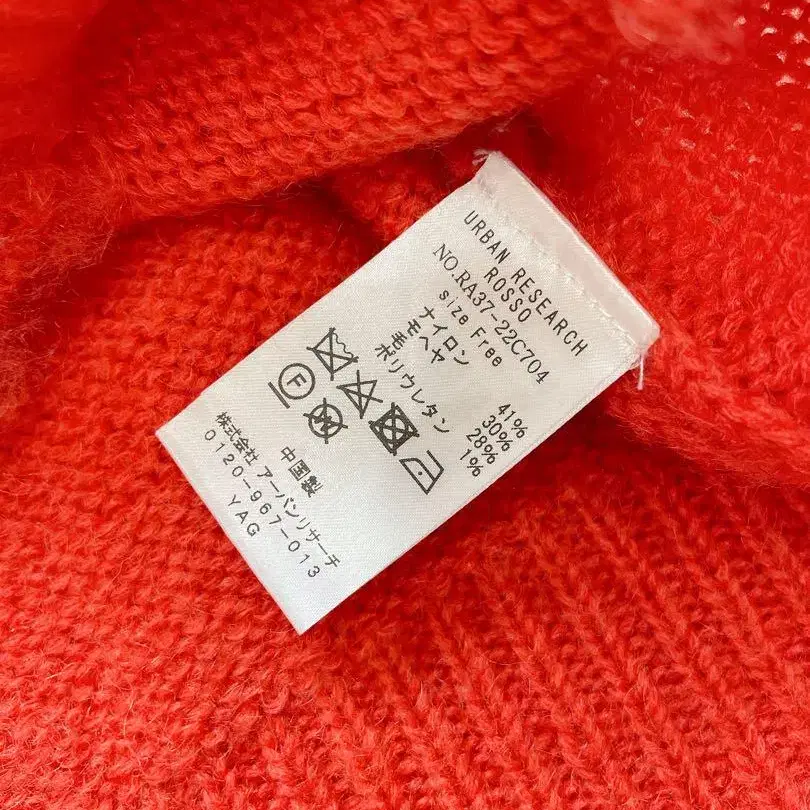 URBAN RESEARCH
ROSSO
NO.RA37-22C704
size Free
ナイロン 41%
モヘヤ 30%
毛 28%
ポリウレタン 1%
F
中国製
株式会社 アーバンリサーチ
0120-967-013
YAG